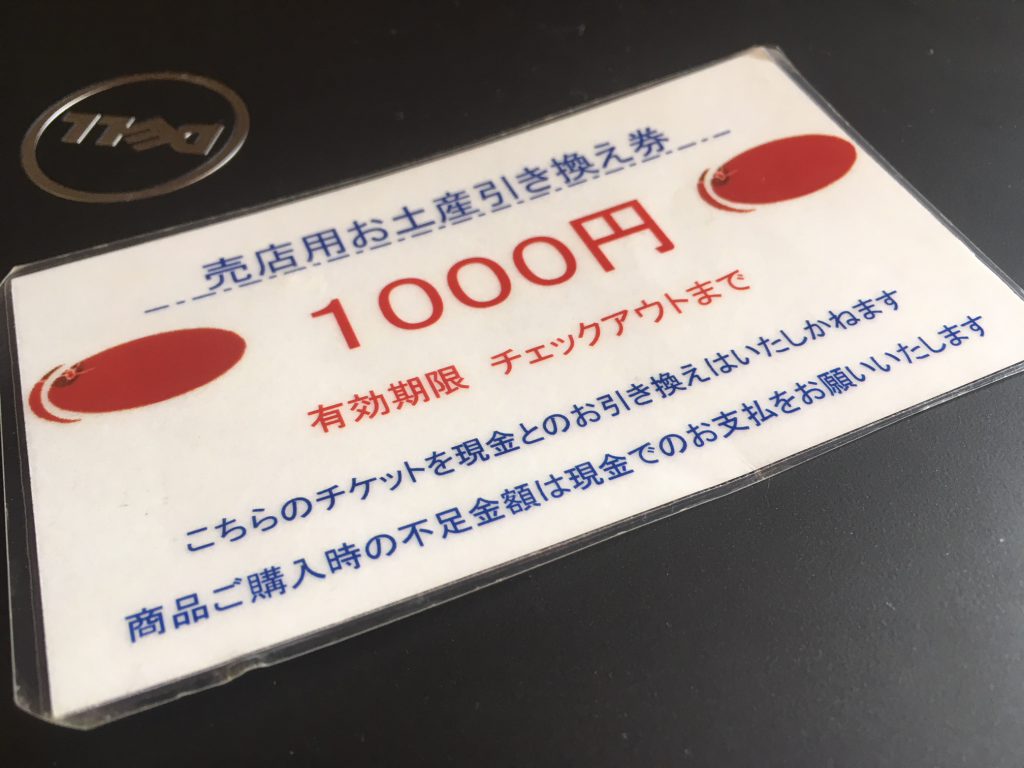 DELL
売店用お土産引き換え券
1000円
有効期限 チェックアウトまで
こちらのチケットを現金とのお引き換えはいたしかねます
商品ご購入時の不足金額は現金でのお支払をお願いいたします